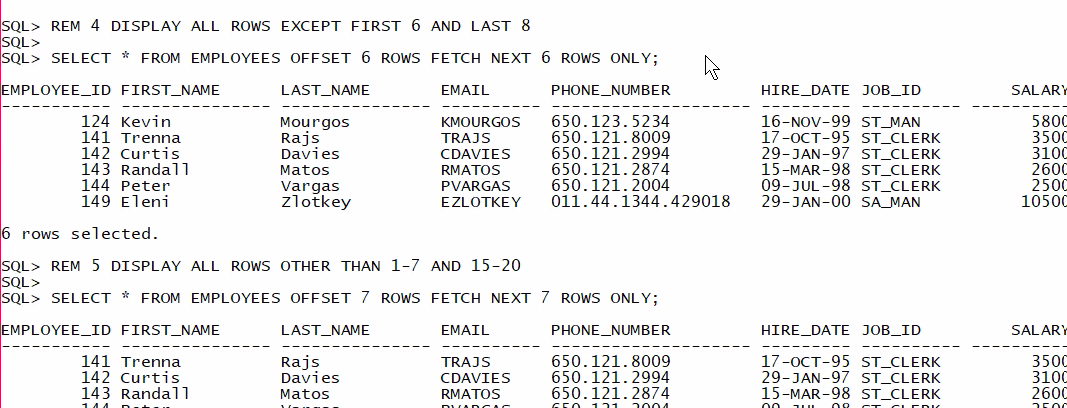 SQL> REM 4 DISPLAY ALL ROWS EXCEPT FIRST 6 AND LAST 8
SQL>
SQL> SELECT * FROM EMPLOYEES OFFSET 6 ROWS FETCH NEXT 6 ROWS ONLY;
EMPLOYEE_ID FIRST_NAME LAST_NAME EMAIL PHONE_NUMBER HIRE_DATE JOB_ID SALARY
----------- --------------- --------------- ---------- -------------------- --------- ---------- ----------
124 Kevin Mourgos KMOURGOS 650.123.5234 16-NOV-99 ST_MAN 5800
141 Trenna Rajs TRAJS 650.121.8009 17-OCT-95 ST_CLERK 3500
142 Curtis Davies CDAVIES 650.121.2994 29-JAN-97 ST_CLERK 3100
143 Randall Matos RMATOS 650.121.2874 15-MAR-98 ST_CLERK 2600
144 Peter Vargas PVARGAS 650.121.2004 09-JUL-98 ST_CLERK 2500
149 Eleni Zlotkey EZLOTKEY 011.44.1344.429018 29-JAN-00 SA_MAN 10500
6 rows selected.
SQL> REM 5 DISPLAY ALL ROWS OTHER THAN 1-7 AND 15-20
SQL>
SQL> SELECT * FROM EMPLOYEES OFFSET 7 ROWS FETCH NEXT 7 ROWS ONLY;
EMPLOYEE_ID FIRST_NAME LAST_NAME EMAIL PHONE_NUMBER HIRE_DATE JOB_ID SALARY
----------- --------------- --------------- ---------- -------------------- --------- ---------- ----------
141 Trenna Rajs TRAJS 650.121.8009 17-OCT-95 ST_CLERK 3500
142 Curtis Davies CDAVIES 650.121.2994 29-JAN-97 ST_CLERK 3100
143 Randall Matos RMATOS 650.121.2874 15-MAR-98 ST_CLERK 2600